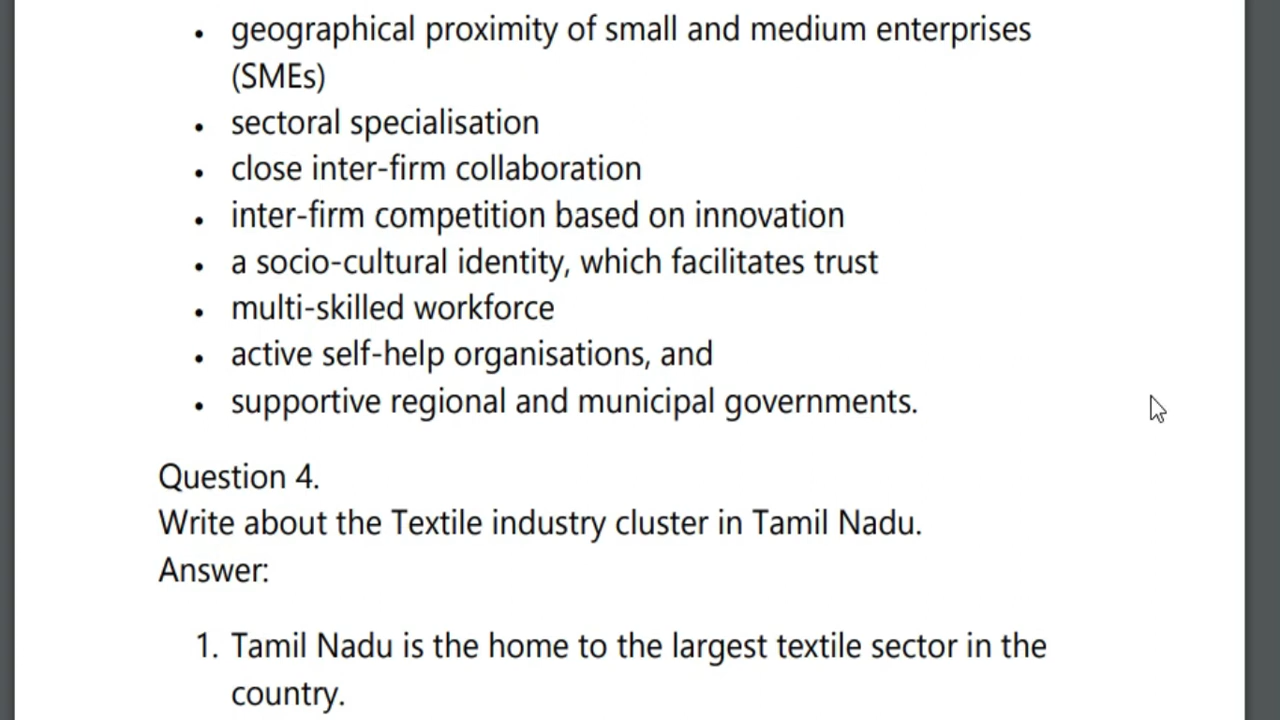 • geographical proximity of small and medium enterprises
(SMEs)
• sectoral specialisation
• close inter-firm collaboration
• inter-firm competition based on innovation
• a socio-cultural identity, which facilitates trust
• multi-skilled workforce
• active self-help organisations, and
• supportive regional and municipal governments.
Question 4.
Write about the Textile industry cluster in Tamil Nadu.
Answer:
1. Tamil Nadu is the home to the largest textile sector in the
country.